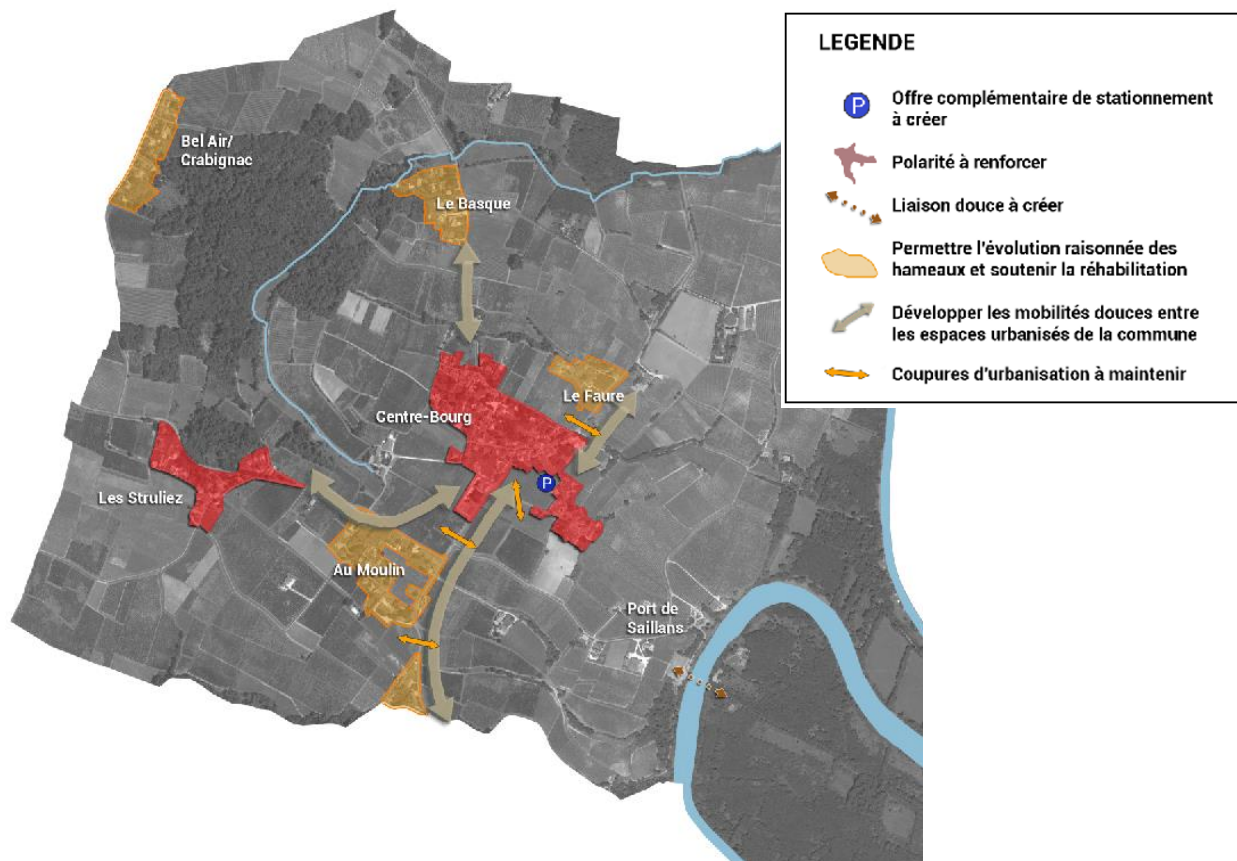 LEGENDE
P
Offre complémentaire de stationnement
à créer
Polarité à renforcer
Liaison douce à créer
Permettre l'évolution raisonnée des
hameaux et soutenir la réhabilitation
Développer les mobilités douces entre
les espaces urbanisés de la commune
Coupures d'urbanisation à maintenir
Bel Air/
Crabignac
Le Basque
Le Faure
Centre-Bourg
P
Les Struliez
Au Moulin
Port de
Saillans